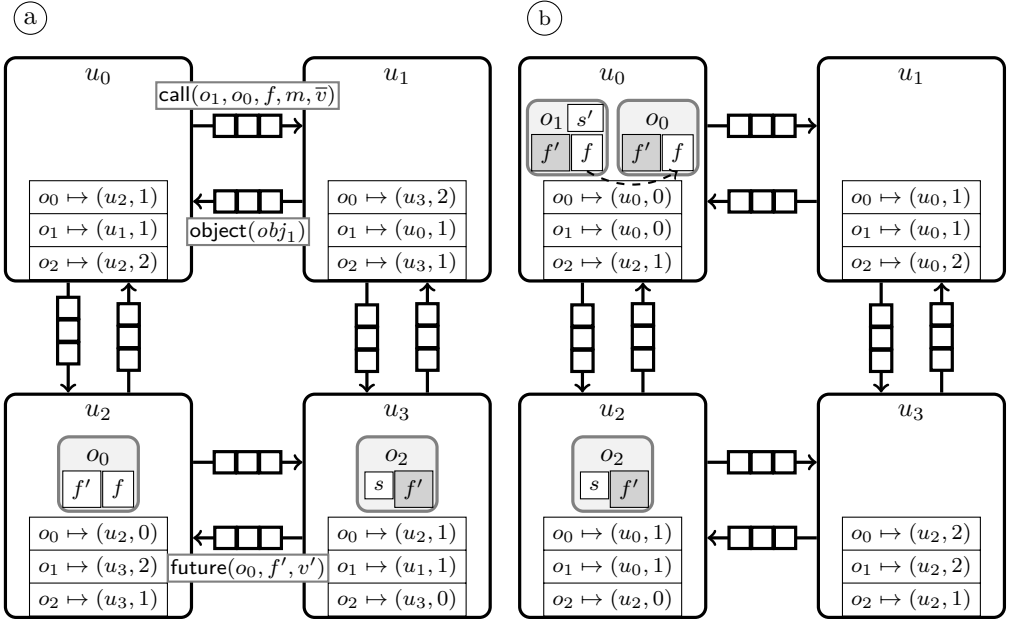 a
u₀
u₁
call(o₁, o₀, f, m, v̅)
o₀ ↦ (u₂, 1)
o₁ ↦ (u₁, 1)
o₂ ↦ (u₂, 2)
object(obj₁)
o₀ ↦ (u₃, 2)
o₁ ↦ (u₀, 1)
o₂ ↦ (u₃, 1)
u₂
o₀
f′ f
o₀ ↦ (u₂, 0)
o₁ ↦ (u₃, 2)
o₂ ↦ (u₃, 1)
future(o₀, f′, v′)
u₃
o₂
s f′
o₀ ↦ (u₂, 1)
o₁ ↦ (u₁, 1)
o₂ ↦ (u₃, 0)
b
u₀
o₁ s′
f′ f
o₀
f′ f
o₀ ↦ (u₀, 0)
o₁ ↦ (u₀, 0)
o₂ ↦ (u₂, 1)
u₁
o₀ ↦ (u₀, 1)
o₁ ↦ (u₀, 1)
o₂ ↦ (u₀, 2)
u₂
o₂
s f′
o₀ ↦ (u₀, 1)
o₁ ↦ (u₀, 1)
o₂ ↦ (u₂, 0)
u₃
o₀ ↦ (u₂, 2)
o₁ ↦ (u₂, 2)
o₂ ↦ (u₂, 1)